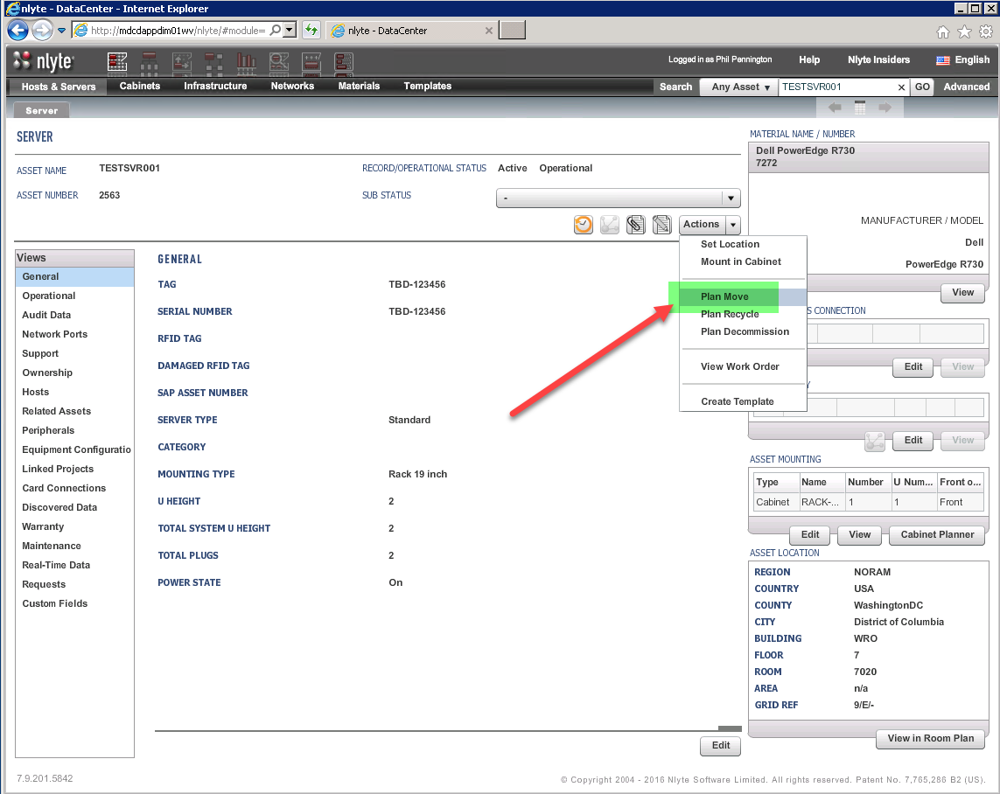 nlyte - DataCenter - Internet Explorer
http://mdcdappdim01wv/nlyte/#module=
nlyte - DataCenter
nlyte
Logged in as Phil Pennington
Help
Nlyte Insiders
English
Hosts & Servers
Cabinets
Infrastructure
Networks
Materials
Templates
Search
Any Asset
TESTSVR001
GO
Advanced
Server
SERVER
ASSET NAME TESTSVR001
RECORD/OPERATIONAL STATUS Active Operational
ASSET NUMBER 2563
SUB STATUS -
Actions
Set Location
Mount in Cabinet
Plan Move
Plan Recycle
Plan Decommission
View Work Order
Create Template
Views
General
Operational
Audit Data
Network Ports
Support
Ownership
Hosts
Related Assets
Peripherals
Equipment Configuratio
Linked Projects
Card Connections
Discovered Data
Warranty
Maintenance
Real-Time Data
Requests
Custom Fields
GENERAL
TAG TBD-123456
SERIAL NUMBER TBD-123456
RFID TAG
DAMAGED RFID TAG
SAP ASSET NUMBER
SERVER TYPE Standard
CATEGORY
MOUNTING TYPE Rack 19 inch
U HEIGHT 2
TOTAL SYSTEM U HEIGHT 2
TOTAL PLUGS 2
POWER STATE On
Edit
MATERIAL NAME / NUMBER
Dell PowerEdge R730
7272
MANUFACTURER / MODEL
Dell
PowerEdge R730
View
S CONNECTION
Edit View
Y
Edit View
ASSET MOUNTING
Type Name Number U Num... Front o...
Cabinet RACK-... 1 1 Front
Edit View Cabinet Planner
ASSET LOCATION
REGION NORAM
COUNTRY USA
COUNTY WashingtonDC
CITY District of Columbia
BUILDING WRO
FLOOR 7
ROOM 7020
AREA n/a
GRID REF 9/E/-
View in Room Plan
7.9.201.5842
© Copyright 2004 - 2016 Nlyte Software Limited. All rights reserved. Patent No. 7,765,286 B2 (US).